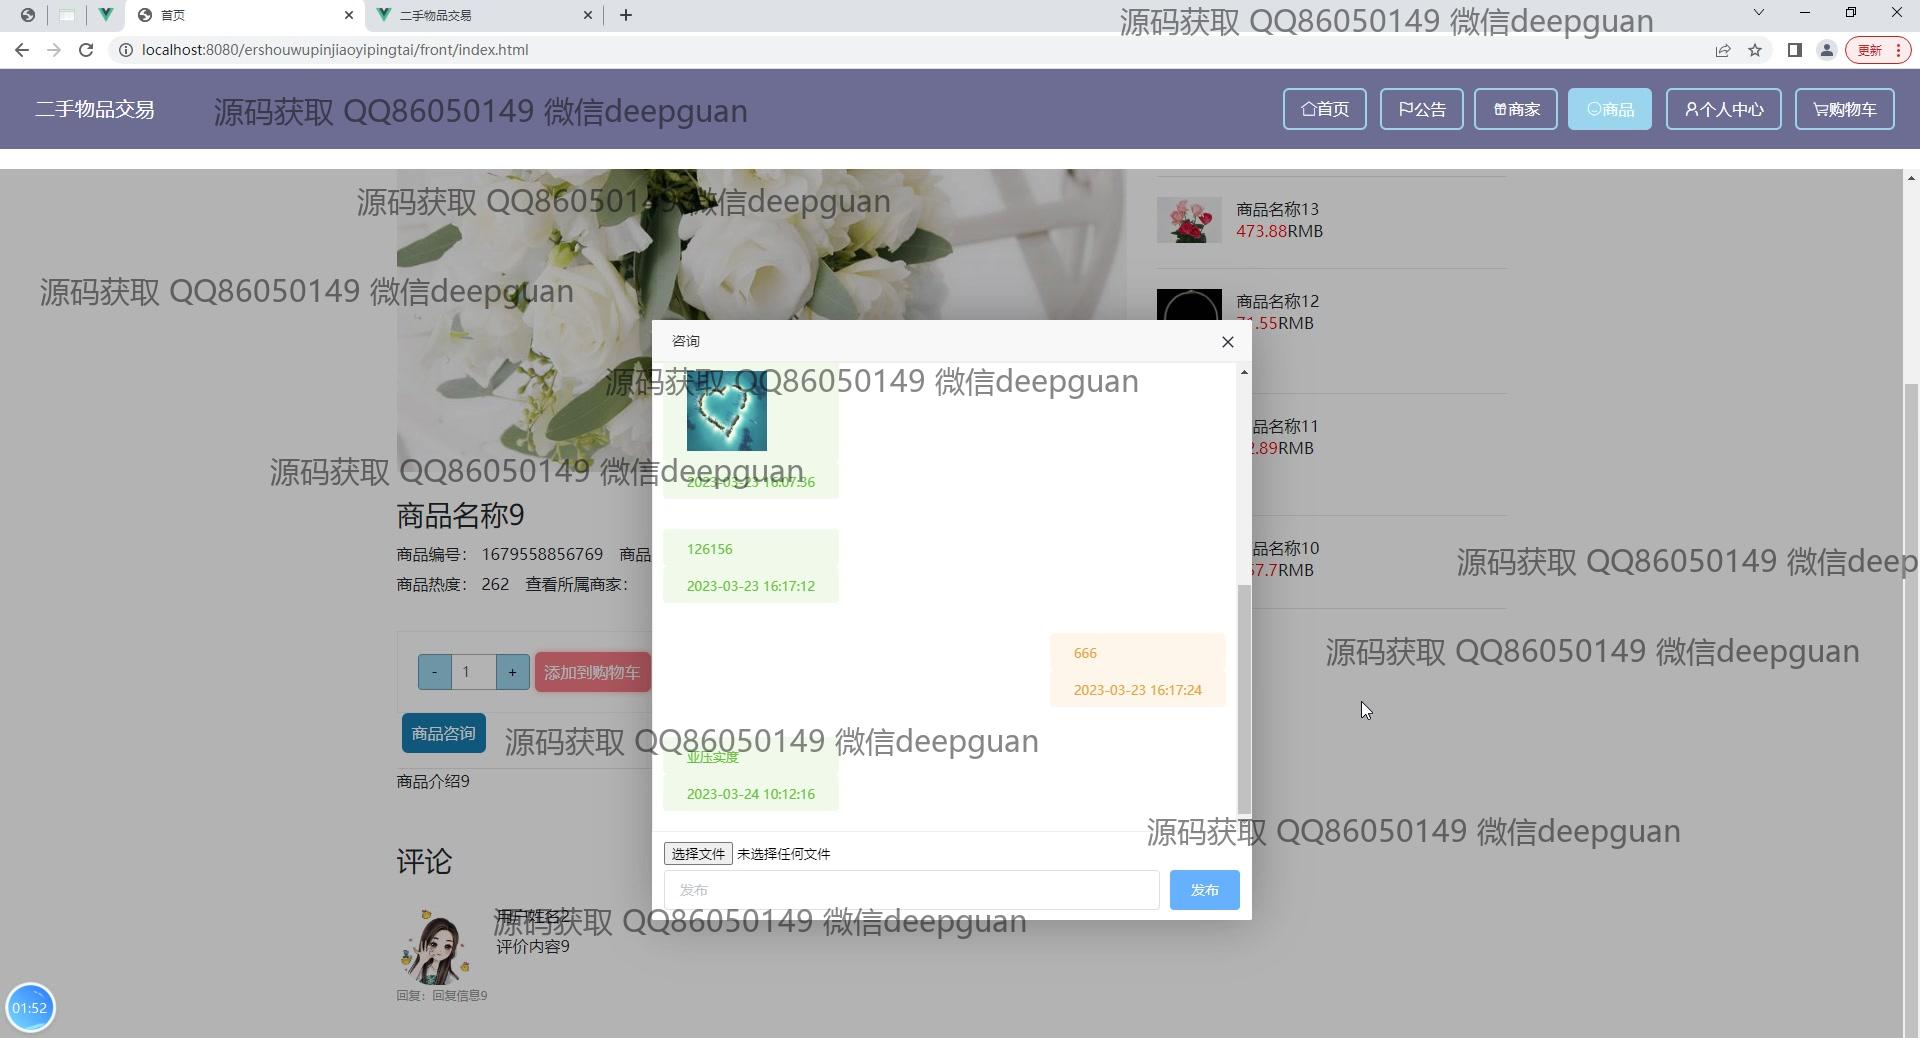 首页
二手物品交易
源码获取 QQ86050149 微信deepguan
localhost:8080/ershouwupinjiaoyipingtai/front/index.html
更新
二手物品交易
源码获取 QQ86050149 微信deepguan
首页
公告
商家
商品
个人中心
购物车
源码获取 QQ86050149 微信deepguan
商品名称13
473.88RMB
源码获取 QQ86050149 微信deepguan
商品名称12
.55RMB
咨询
源码获取 QQ86050149 微信deepguan
品名称11
2.89RMB
源码获取 QQ86050149 微信deepguan
2023-03-23 16:07:36
商品名称9
商品编号： 1679558856769 商品
商品热度： 262 查看所属商家：
126156
2023-03-23 16:17:12
品名称10
57.7RMB
源码获取 QQ86050149 微信deep
666
2023-03-23 16:17:24
源码获取 QQ86050149 微信deepguan
- 1 + 添加到购物车
商品咨询
源码获取 QQ86050149 微信deepguan
亚压实度
2023-03-24 10:12:16
商品介绍9
源码获取 QQ86050149 微信deepguan
选择文件 未选择任何文件
发布
发布
评论
用户姓名2
源码获取 QQ86050149 微信deepguan
评价内容9
回复：回复信息9
01:52